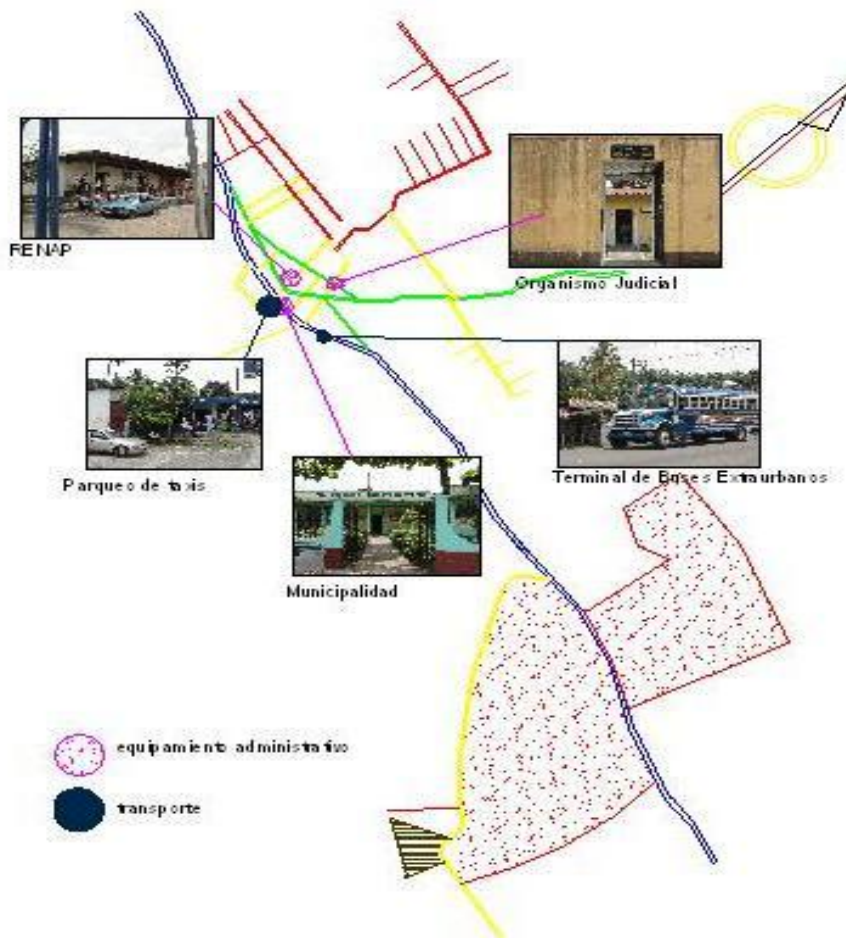 RENAP
Organismo Judicial
Parqueo de taxis
Terminal de Buses Extraurbanos
Municipalidad
equipamiento administrativo
transporte